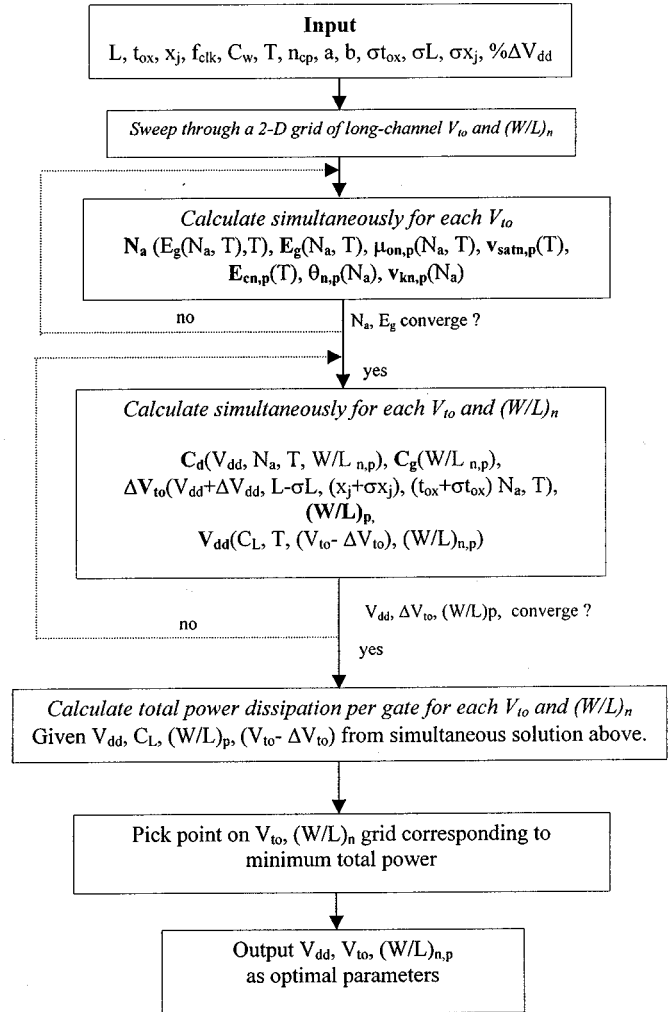 Input
L, tox, xj, fclk, Cw, T, ncp, a, b, σtox, σL, σxj, %ΔVdd
Sweep through a 2-D grid of long-channel Vto and (W/L)n
Calculate simultaneously for each Vto
Na (Eg(Na, T),T), Eg(Na, T), μon,p(Na, T), vsatn,p(T),
Ecn,p(T), θn,p(Na), vkn,p(Na)
no
Na, Eg converge ?
yes
Calculate simultaneously for each Vto and (W/L)n
Cd(Vdd, Na, T, W/L n,p), Cg(W/L n,p),
ΔVto(Vdd+ΔVdd, L-σL, (xj+σxj), (tox+σtox) Na, T),
(W/L)p,
Vdd(CL, T, (Vto- ΔVto), (W/L)n,p)
Vdd, ΔVto, (W/L)p, converge ?
no
yes
Calculate total power dissipation per gate for each Vto and (W/L)n
Given Vdd, CL, (W/L)p, (Vto- ΔVto) from simultaneous solution above.
Pick point on Vto, (W/L)n grid corresponding to
minimum total power
Output Vdd, Vto, (W/L)n,p
as optimal parameters